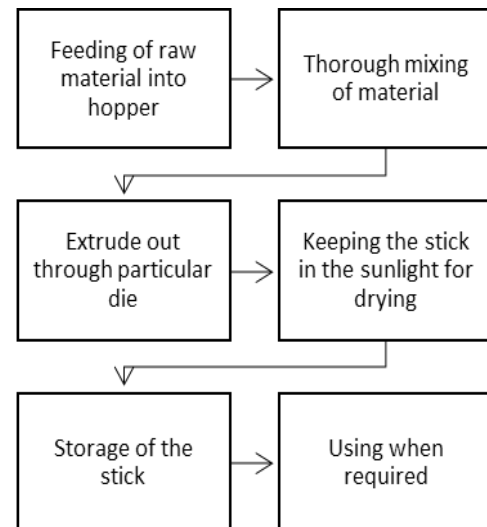 Feeding of raw
material into
hopper
Thorough mixing
of material
Extrude out
through particular
die
Keeping the stick
in the sunlight for
drying
Storage of the
stick
Using when
required